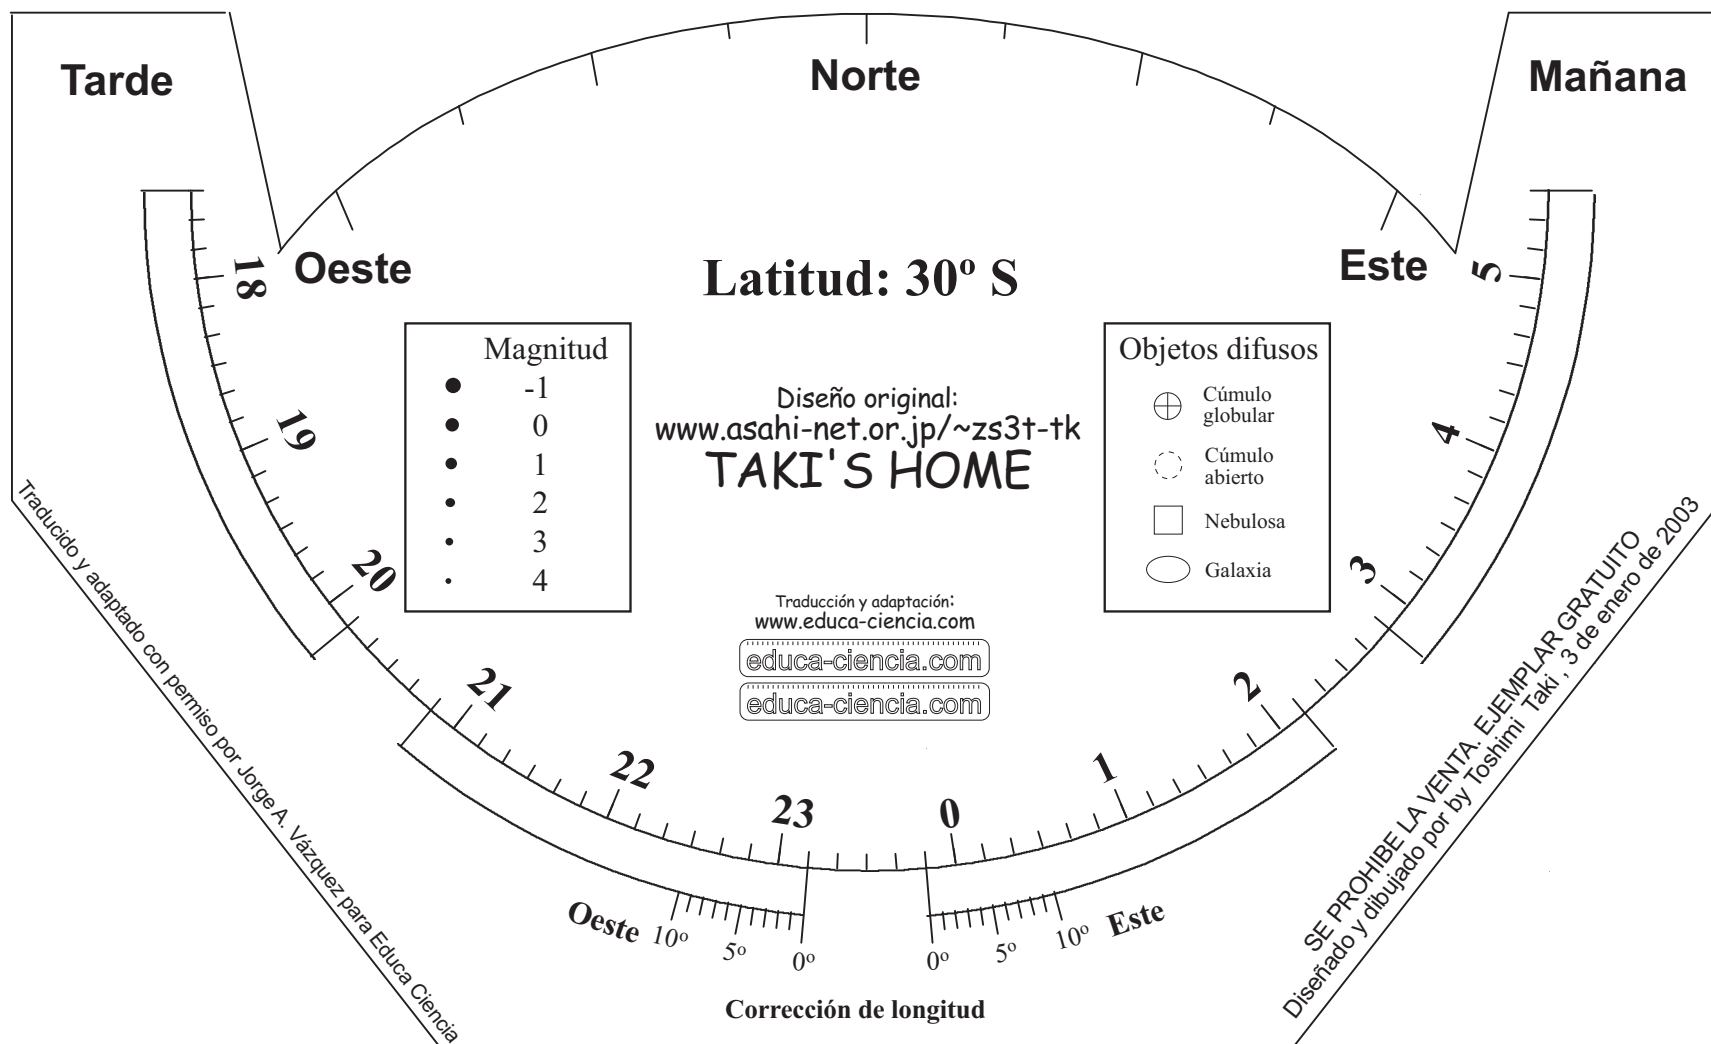 Tarde
Norte
Mañana
Oeste
Latitud: 30º S
Este
18
19
20
21
22
23
0
1
2
3
4
5
Magnitud
-1
0
1
2
3
4
Diseño original:
www.asahi-net.or.jp/~zs3t-tk
TAKI'S HOME
Objetos difusos
Cúmulo
globular
Cúmulo
abierto
Nebulosa
Galaxia
Traducción y adaptación:
www.educa-ciencia.com
educa-ciencia.com
educa-ciencia.com
Traducido y adaptado con permiso por Jorge A. Vázquez para Educa Ciencia
SE PROHIBE LA VENTA. EJEMPLAR GRATUITO
Diseñado y dibujado por by Toshimi Taki , 3 de enero de 2003
Oeste 10º 5º 0º
0º 5º 10º Este
Corrección de longitud